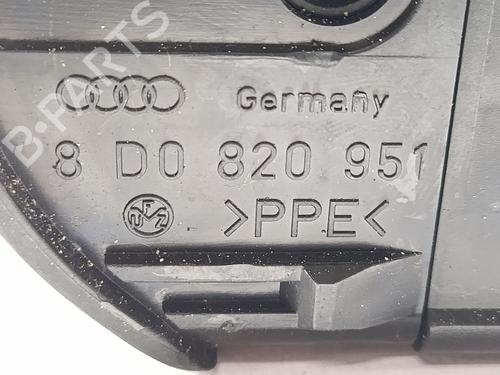 B-PARTS
Germany
8 D0 820 951
>PPE<